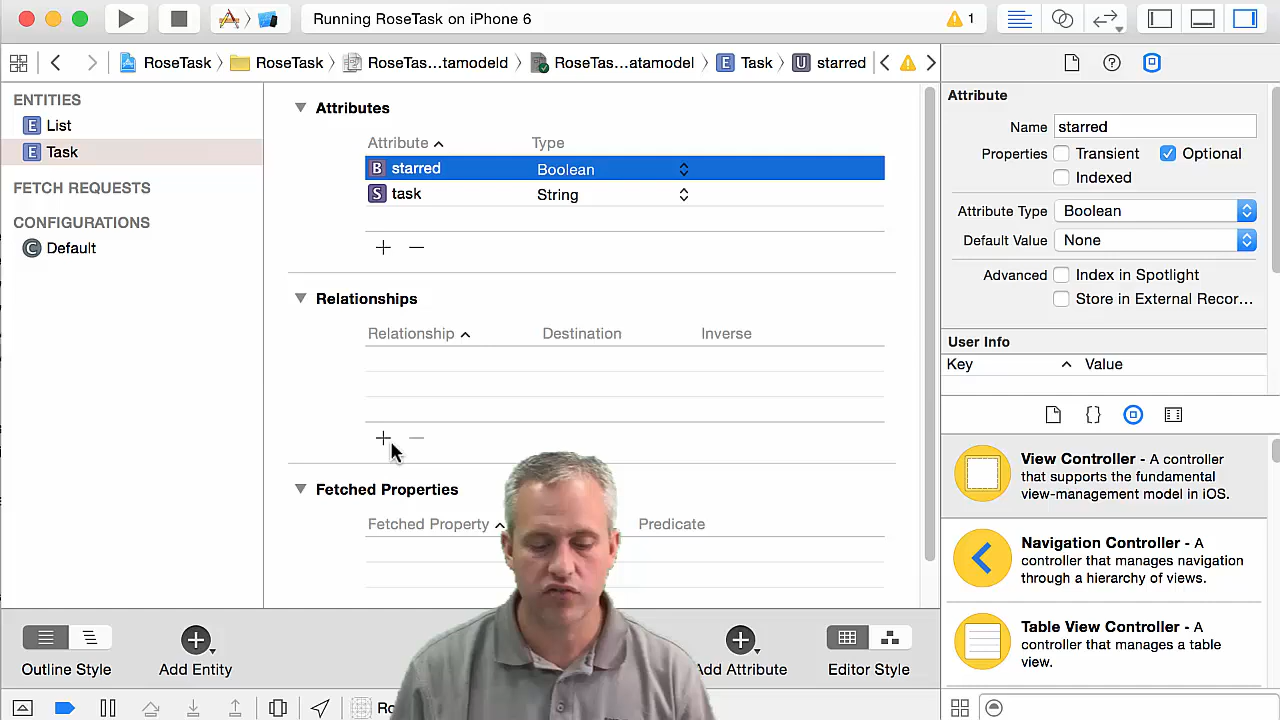 Running RoseTask on iPhone 6
1
RoseTask
RoseTask
RoseTas...tamodeld
RoseTas...atamodel
E Task
U starred
ENTITIES
E List
E Task
FETCH REQUESTS
CONFIGURATIONS
C Default
Attributes
Attribute Type
B starred Boolean
S task String
Relationships
Relationship Destination Inverse
Fetched Properties
Fetched Property Predicate
Outline Style
Add Entity
Add Attribute
Editor Style
Attribute
Name starred
Properties Transient Optional
Indexed
Attribute Type Boolean
Default Value None
Advanced Index in Spotlight
Store in External Recor...
User Info
Key Value
View Controller - A controller
that supports the fundamental
view-management model in iOS.
Navigation Controller - A
controller that manages navigation
through a hierarchy of views.
Table View Controller - A
controller that manages a table
view.